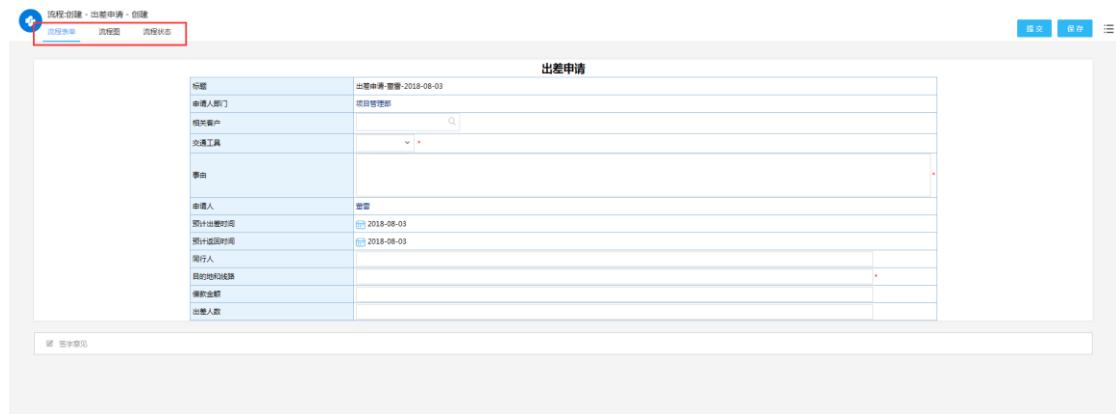 流程:创建 - 出差申请 - 创建
流程表单 流程图 流程状态
提交 保存
出差申请
标题 出差申请-曹雷-2018-08-03
申请人部门 项目管理部
相关客户
交通工具 *
事由 *
申请人
预计出差时间 2018-08-03
预计返回时间 2018-08-03
同行人
目的地和线路 *
借款金额
出差人数
签字意见